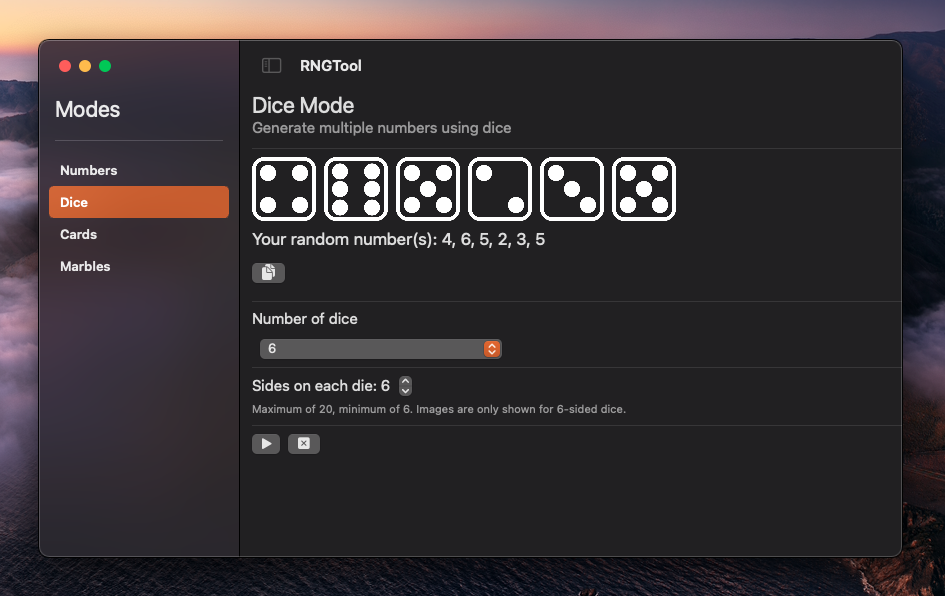 RNGTool
Modes
Numbers
Dice
Cards
Marbles
Dice Mode
Generate multiple numbers using dice
Your random number(s): 4, 6, 5, 2, 3, 5
Number of dice
6
Sides on each die: 6
Maximum of 20, minimum of 6. Images are only shown for 6-sided dice.